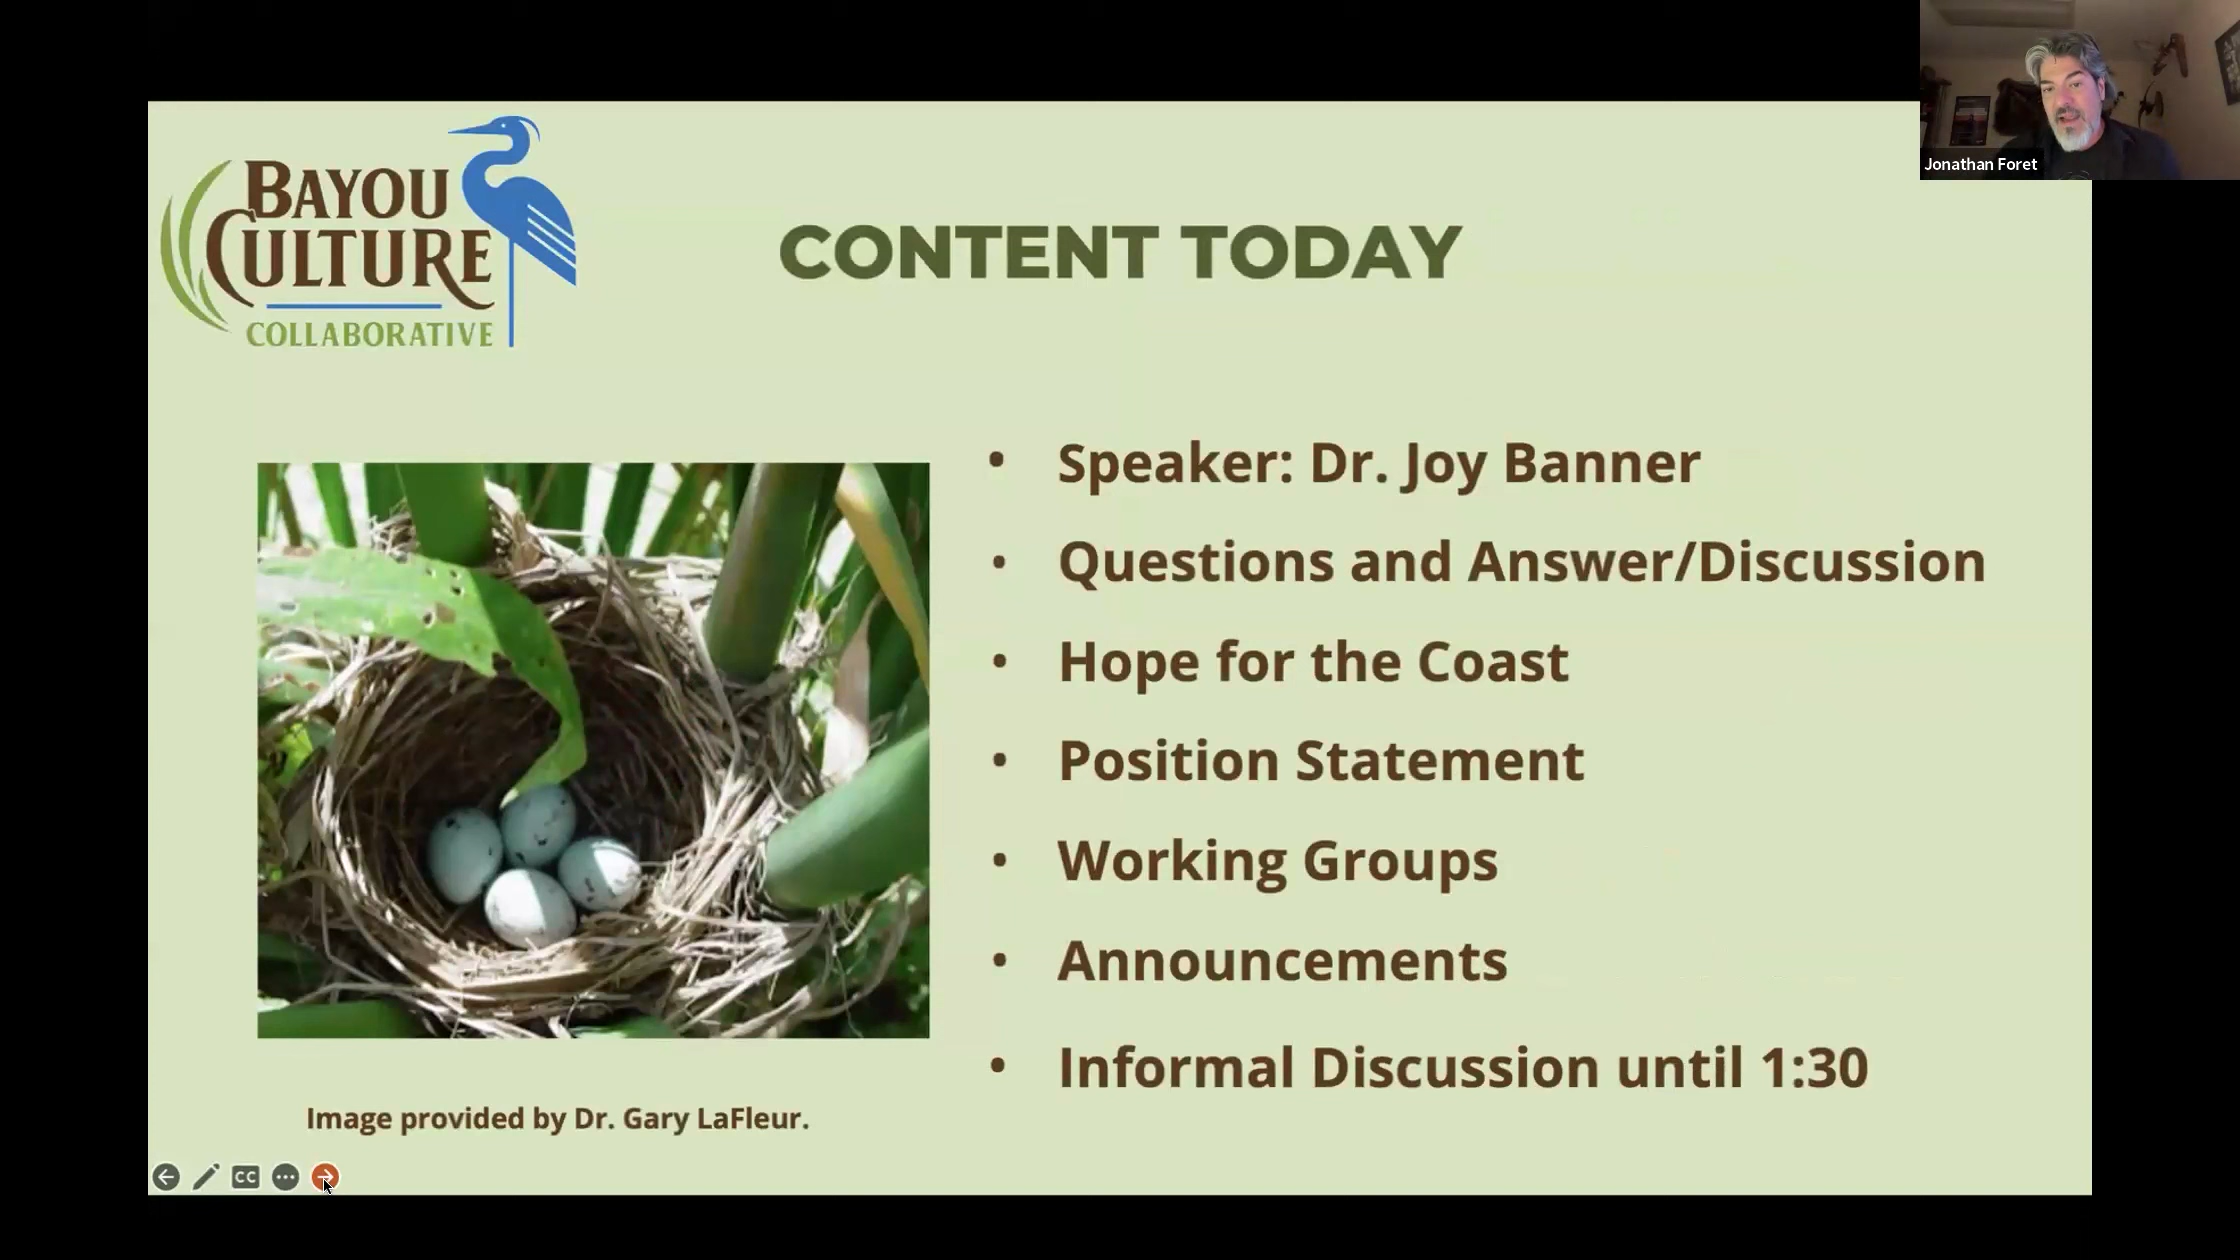 BAYOU
CULTURE
COLLABORATIVE
CONTENT TODAY
Jonathan Foret
• Speaker: Dr. Joy Banner
• Questions and Answer/Discussion
• Hope for the Coast
• Position Statement
• Working Groups
• Announcements
• Informal Discussion until 1:30
Image provided by Dr. Gary LaFleur.
CC